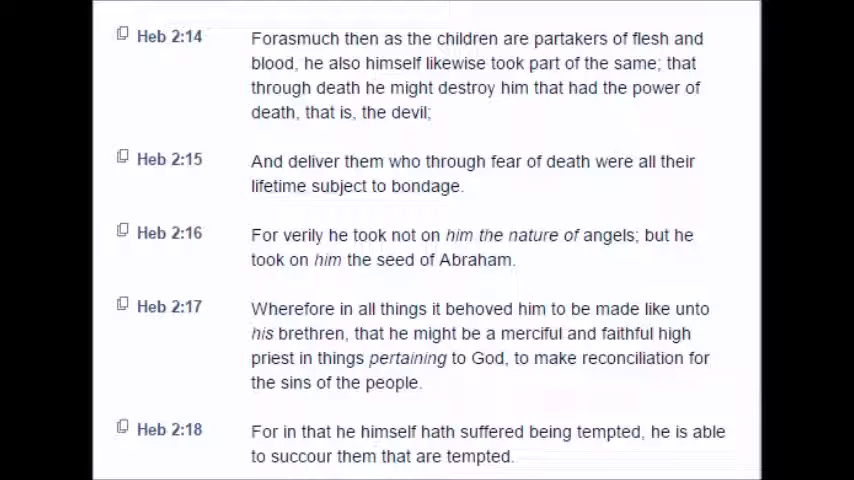 Heb 2:14 Forasmuch then as the children are partakers of flesh and
blood, he also himself likewise took part of the same; that
through death he might destroy him that had the power of
death, that is, the devil;
Heb 2:15 And deliver them who through fear of death were all their
lifetime subject to bondage.
Heb 2:16 For verily he took not on him the nature of angels; but he
took on him the seed of Abraham.
Heb 2:17 Wherefore in all things it behoved him to be made like unto
his brethren, that he might be a merciful and faithful high
priest in things pertaining to God, to make reconciliation for
the sins of the people.
Heb 2:18 For in that he himself hath suffered being tempted, he is able
to succour them that are tempted.